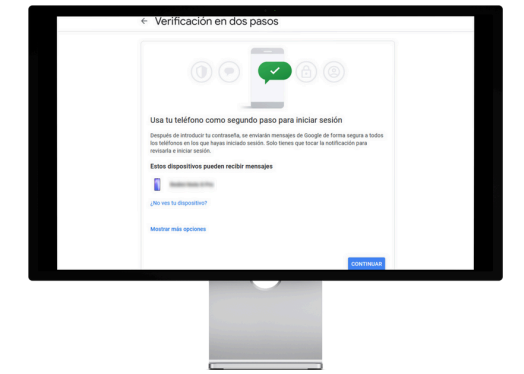 ← Verificación en dos pasos
Usa tu teléfono como segundo paso para iniciar sesión
Después de introducir tu contraseña, se enviarán mensajes de Google de forma segura a todos
los teléfonos en los que hayas iniciado sesión. Solo tienes que tocar la notificación para
revisarla e iniciar sesión.
Estos dispositivos pueden recibir mensajes
¿No ves tu dispositivo?
Mostrar más opciones
CONTINUAR